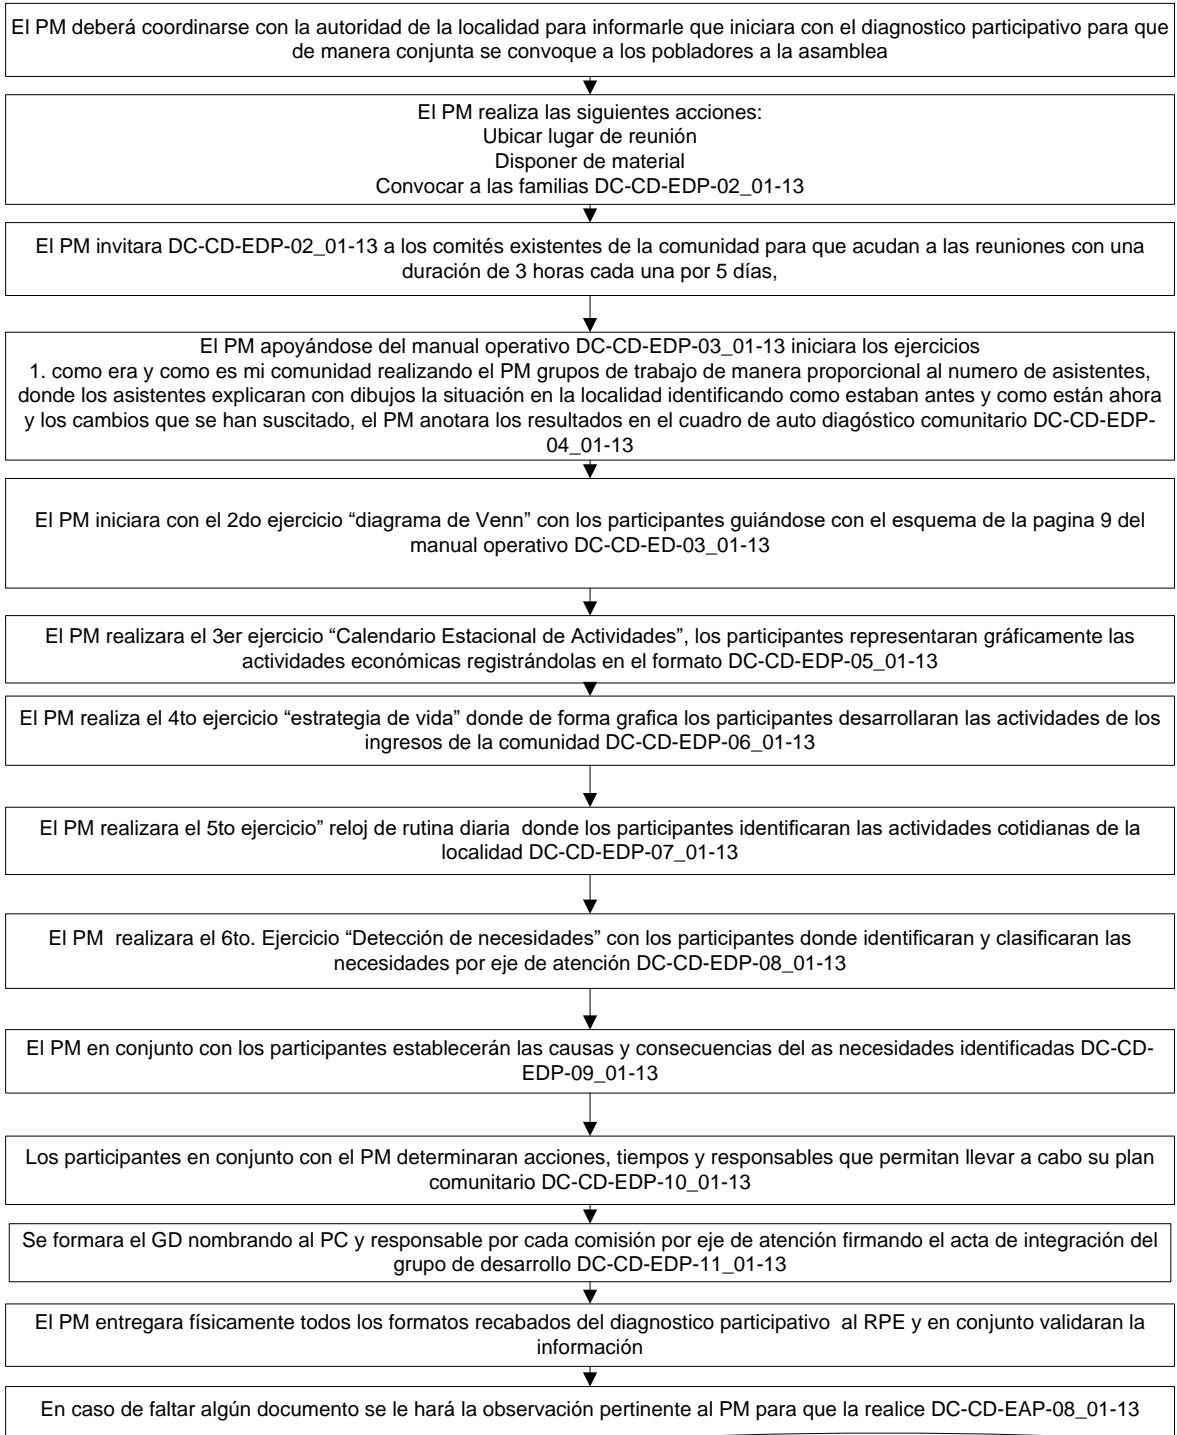 El PM deberá coordinarse con la autoridad de la localidad para informarle que iniciara con el diagnostico participativo para que
de manera conjunta se convoque a los pobladores a la asamblea
El PM realiza las siguientes acciones:
Ubicar lugar de reunión
Disponer de material
Convocar a las familias DC-CD-EDP-02_01-13
El PM invitara DC-CD-EDP-02_01-13 a los comités existentes de la comunidad para que acudan a las reuniones con una
duración de 3 horas cada una por 5 días,
El PM apoyándose del manual operativo DC-CD-EDP-03_01-13 iniciara los ejercicios
1. como era y como es mi comunidad realizando el PM grupos de trabajo de manera proporcional al numero de asistentes,
donde los asistentes explicaran con dibujos la situación en la localidad identificando como estaban antes y como están ahora
y los cambios que se han suscitado, el PM anotara los resultados en el cuadro de auto diagóstico comunitario DC-CD-EDP-
04_01-13
El PM iniciara con el 2do ejercicio “diagrama de Venn” con los participantes guiándose con el esquema de la pagina 9 del
manual operativo DC-CD-ED-03_01-13
El PM realizara el 3er ejercicio “Calendario Estacional de Actividades”, los participantes representaran gráficamente las
actividades económicas registrándolas en el formato DC-CD-EDP-05_01-13
El PM realiza el 4to ejercicio “estrategia de vida” donde de forma grafica los participantes desarrollaran las actividades de los
ingresos de la comunidad DC-CD-EDP-06_01-13
El PM realizara el 5to ejercicio” reloj de rutina diaria  donde los participantes identificaran las actividades cotidianas de la
localidad DC-CD-EDP-07_01-13
El PM  realizara el 6to. Ejercicio “Detección de necesidades” con los participantes donde identificaran y clasificaran las
necesidades por eje de atención DC-CD-EDP-08_01-13
El PM en conjunto con los participantes establecerán las causas y consecuencias del as necesidades identificadas DC-CD-
EDP-09_01-13
Los participantes en conjunto con el PM determinaran acciones, tiempos y responsables que permitan llevar a cabo su plan
comunitario DC-CD-EDP-10_01-13
Se formara el GD nombrando al PC y responsable por cada comisión por eje de atención firmando el acta de integración del
grupo de desarrollo DC-CD-EDP-11_01-13
El PM entregara físicamente todos los formatos recabados del diagnostico participativo  al RPE y en conjunto validaran la
información
En caso de faltar algún documento se le hará la observación pertinente al PM para que la realice DC-CD-EAP-08_01-13